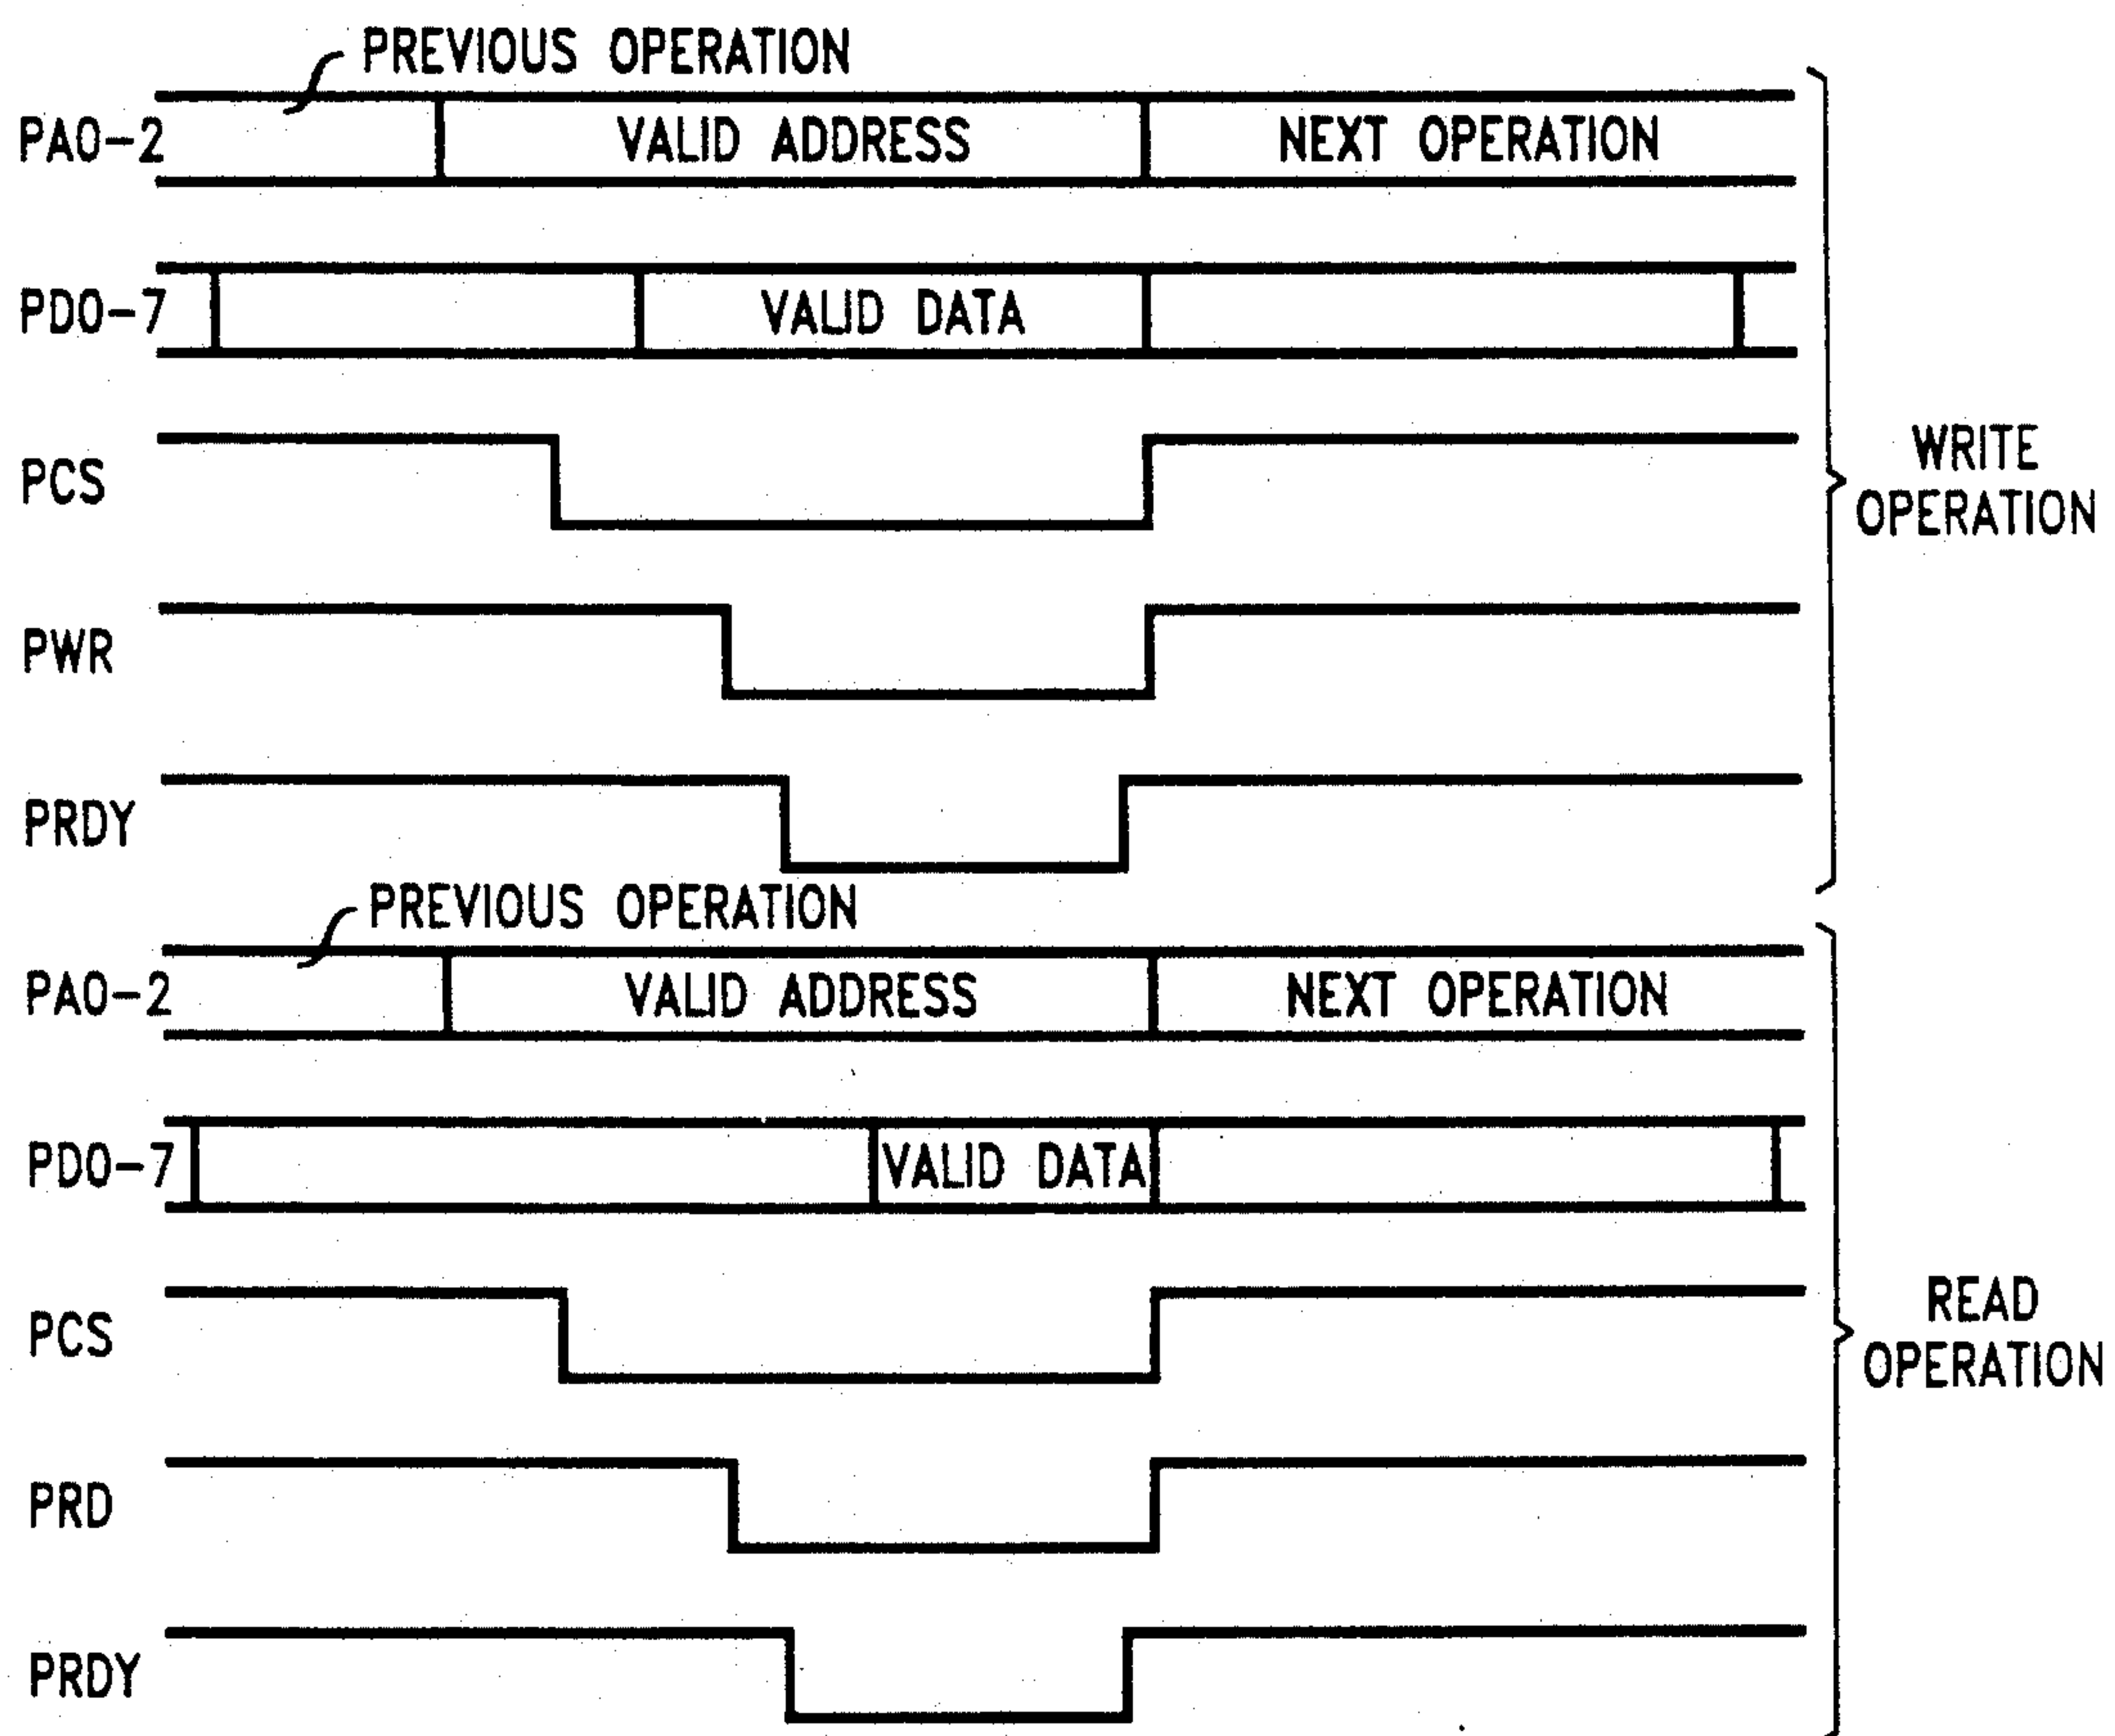 PREVIOUS OPERATION
PA0-2 VALID ADDRESS NEXT OPERATION
PD0-7 VALID DATA
PCS
WRITE
OPERATION
PWR
PRDY
PREVIOUS OPERATION
PA0-2 VALID ADDRESS NEXT OPERATION
PD0-7 VALID DATA
PCS
READ
OPERATION
PRD
PRDY